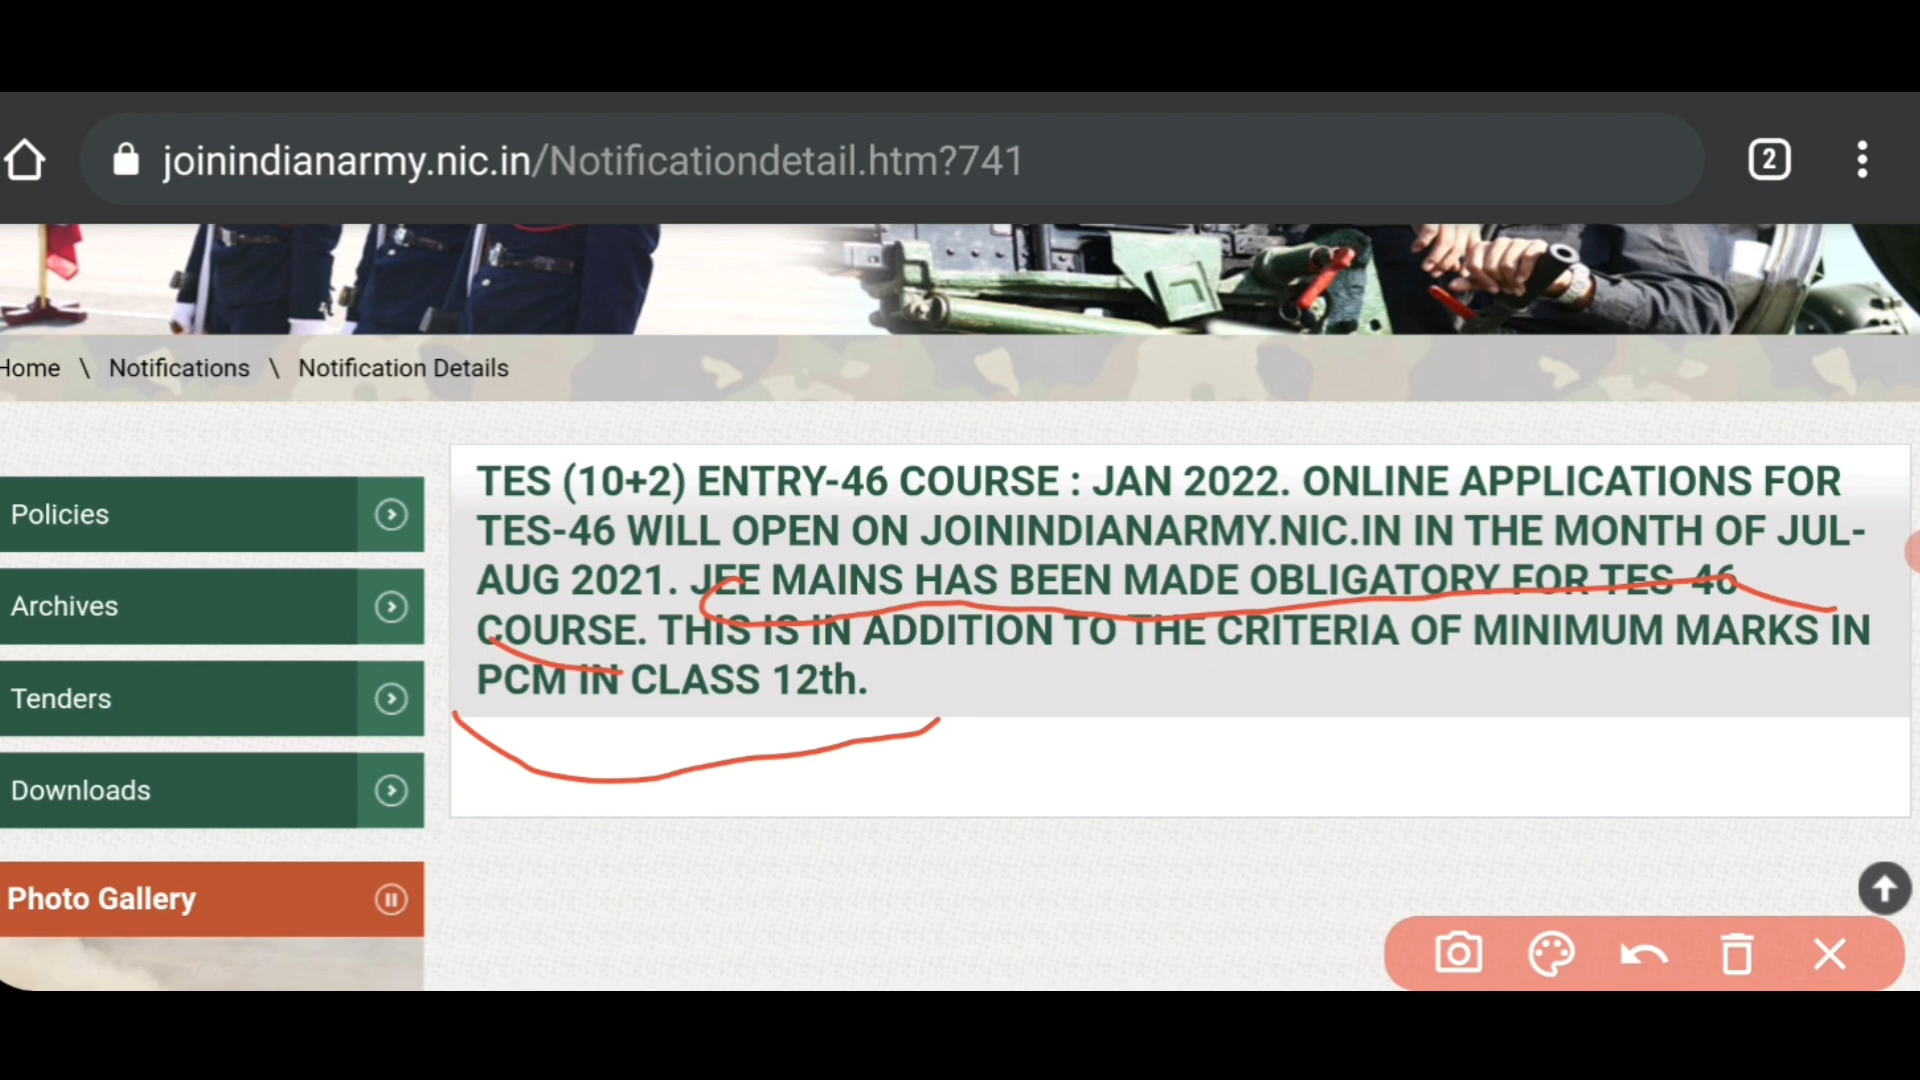 joinindianarmy.nic.in/Notificationdetail.htm?741
2
Home \ Notifications \ Notification Details
TES (10+2) ENTRY-46 COURSE : JAN 2022. ONLINE APPLICATIONS FOR
TES-46 WILL OPEN ON JOININDIANARMY.NIC.IN IN THE MONTH OF JUL-
AUG 2021. JEE MAINS HAS BEEN MADE OBLIGATORY FOR TES-46
COURSE. THIS IS IN ADDITION TO THE CRITERIA OF MINIMUM MARKS IN
PCM IN CLASS 12th.
Policies
Archives
Tenders
Downloads
Photo Gallery